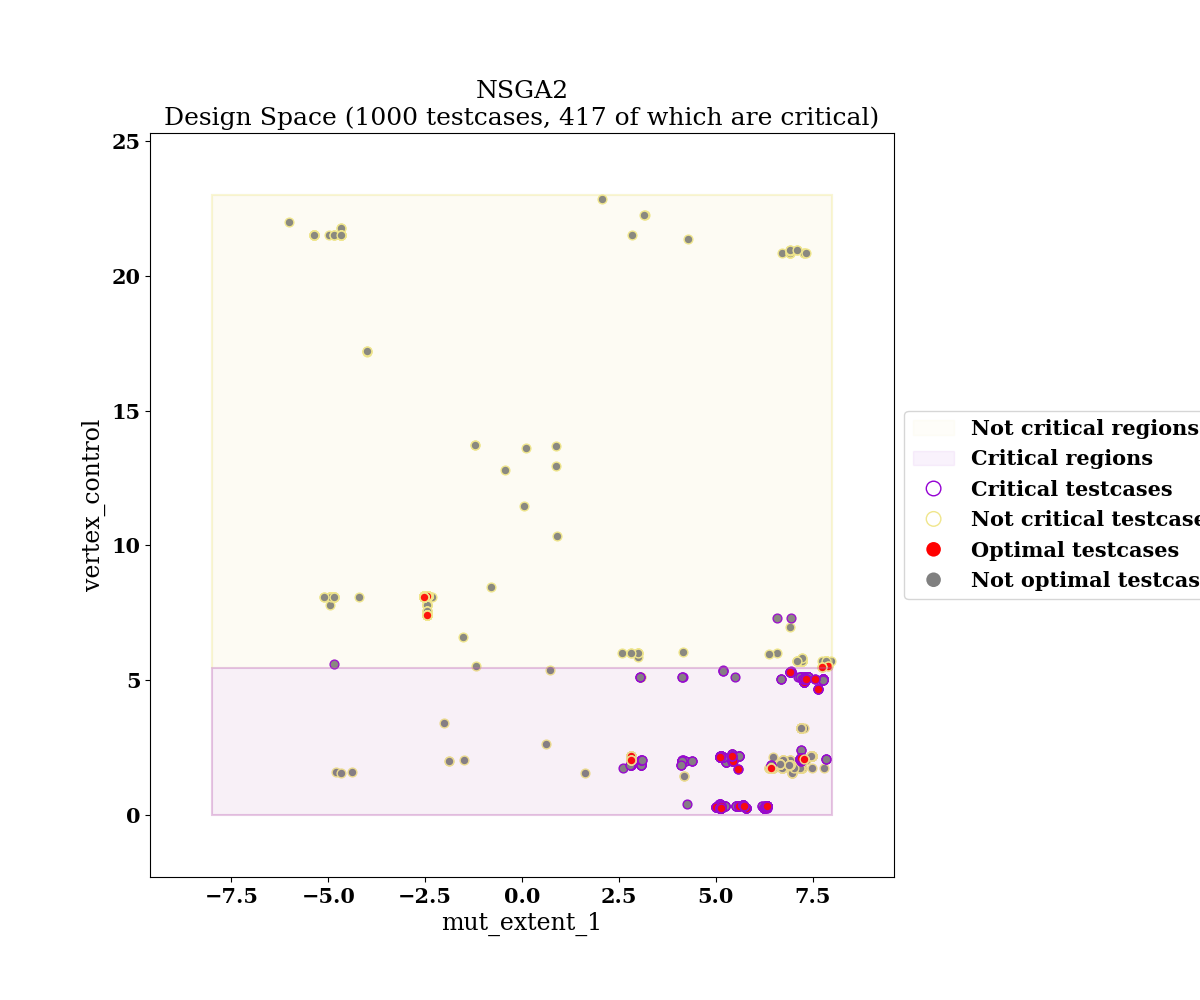 NSGA2
Design Space (1000 testcases, 417 of which are critical)
25
20
15
10
5
0
vertex_control
−7.5 −5.0 −2.5 0.0 2.5 5.0 7.5
mut_extent_1
Not critical regions
Critical regions
Critical testcases
Not critical testcase
Optimal testcases
Not optimal testcas